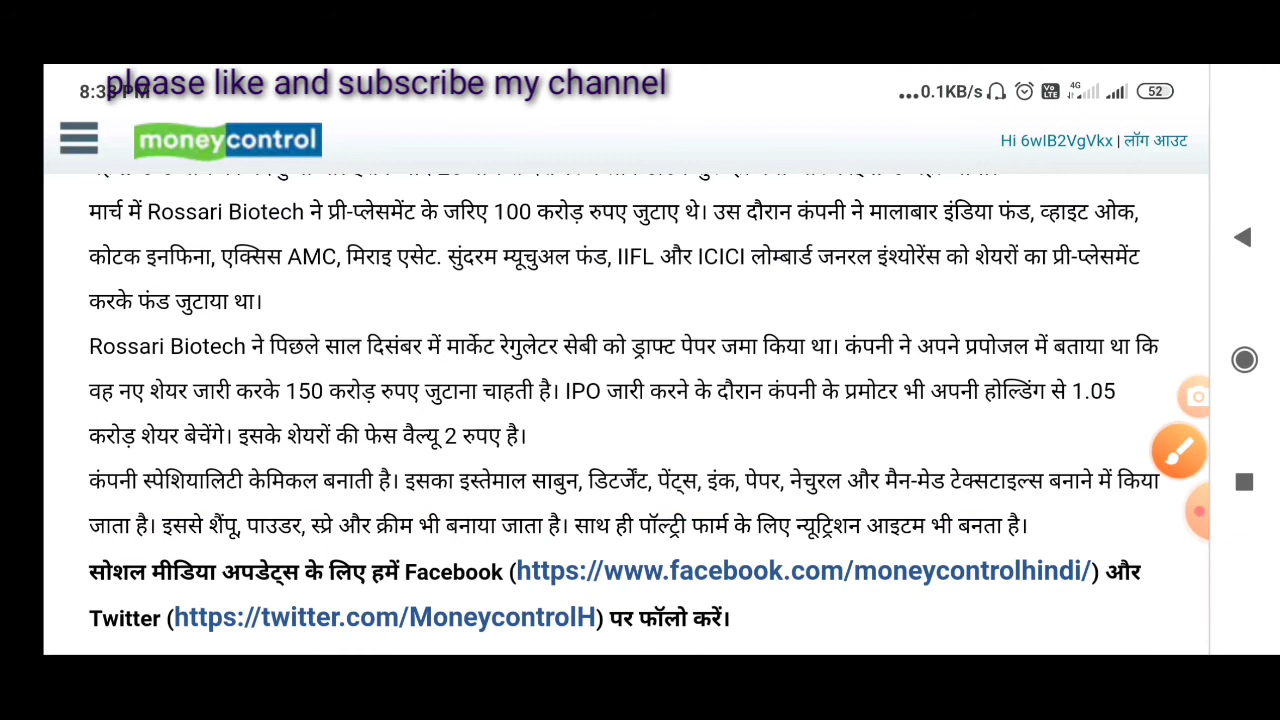 please like and subscribe my channel
8:33 PM
...0.1KB/s
Vo LTE
4G
52
moneycontrol
Hi 6wIB2VgVkx | लॉग आउट
मार्च में Rossari Biotech ने प्री-प्लेसमेंट के जरिए 100 करोड़ रुपए जुटाए थे। उस दौरान कंपनी ने मालाबार इंडिया फंड, व्हाइट ओक,
कोटक इनफिना, एक्सिस AMC, मिराइ एसेट. सुंदरम म्यूचुअल फंड, IIFL और ICICI लोम्बार्ड जनरल इंश्योरेंस को शेयरों का प्री-प्लेसमेंट
करके फंड जुटाया था।
Rossari Biotech ने पिछले साल दिसंबर में मार्केट रेगुलेटर सेबी को ड्राफ्ट पेपर जमा किया था। कंपनी ने अपने प्रपोजल में बताया था कि
वह नए शेयर जारी करके 150 करोड़ रुपए जुटाना चाहती है। IPO जारी करने के दौरान कंपनी के प्रमोटर भी अपनी होल्डिंग से 1.05
करोड़ शेयर बेचेंगे। इसके शेयरों की फेस वैल्यू 2 रुपए है।
कंपनी स्पेशियालिटी केमिकल बनाती है। इसका इस्तेमाल साबुन, डिटर्जेंट, पेंट्स, इंक, पेपर, नेचुरल और मैन-मेड टेक्सटाइल्स बनाने में किया
जाता है। इससे शैंपू, पाउडर, स्प्रे और क्रीम भी बनाया जाता है। साथ ही पॉल्ट्री फार्म के लिए न्यूट्रिशन आइटम भी बनता है।
सोशल मीडिया अपडेट्स के लिए हमें Facebook (https://www.facebook.com/moneycontrolhindi/) और
Twitter (https://twitter.com/MoneycontrolH) पर फॉलो करें।